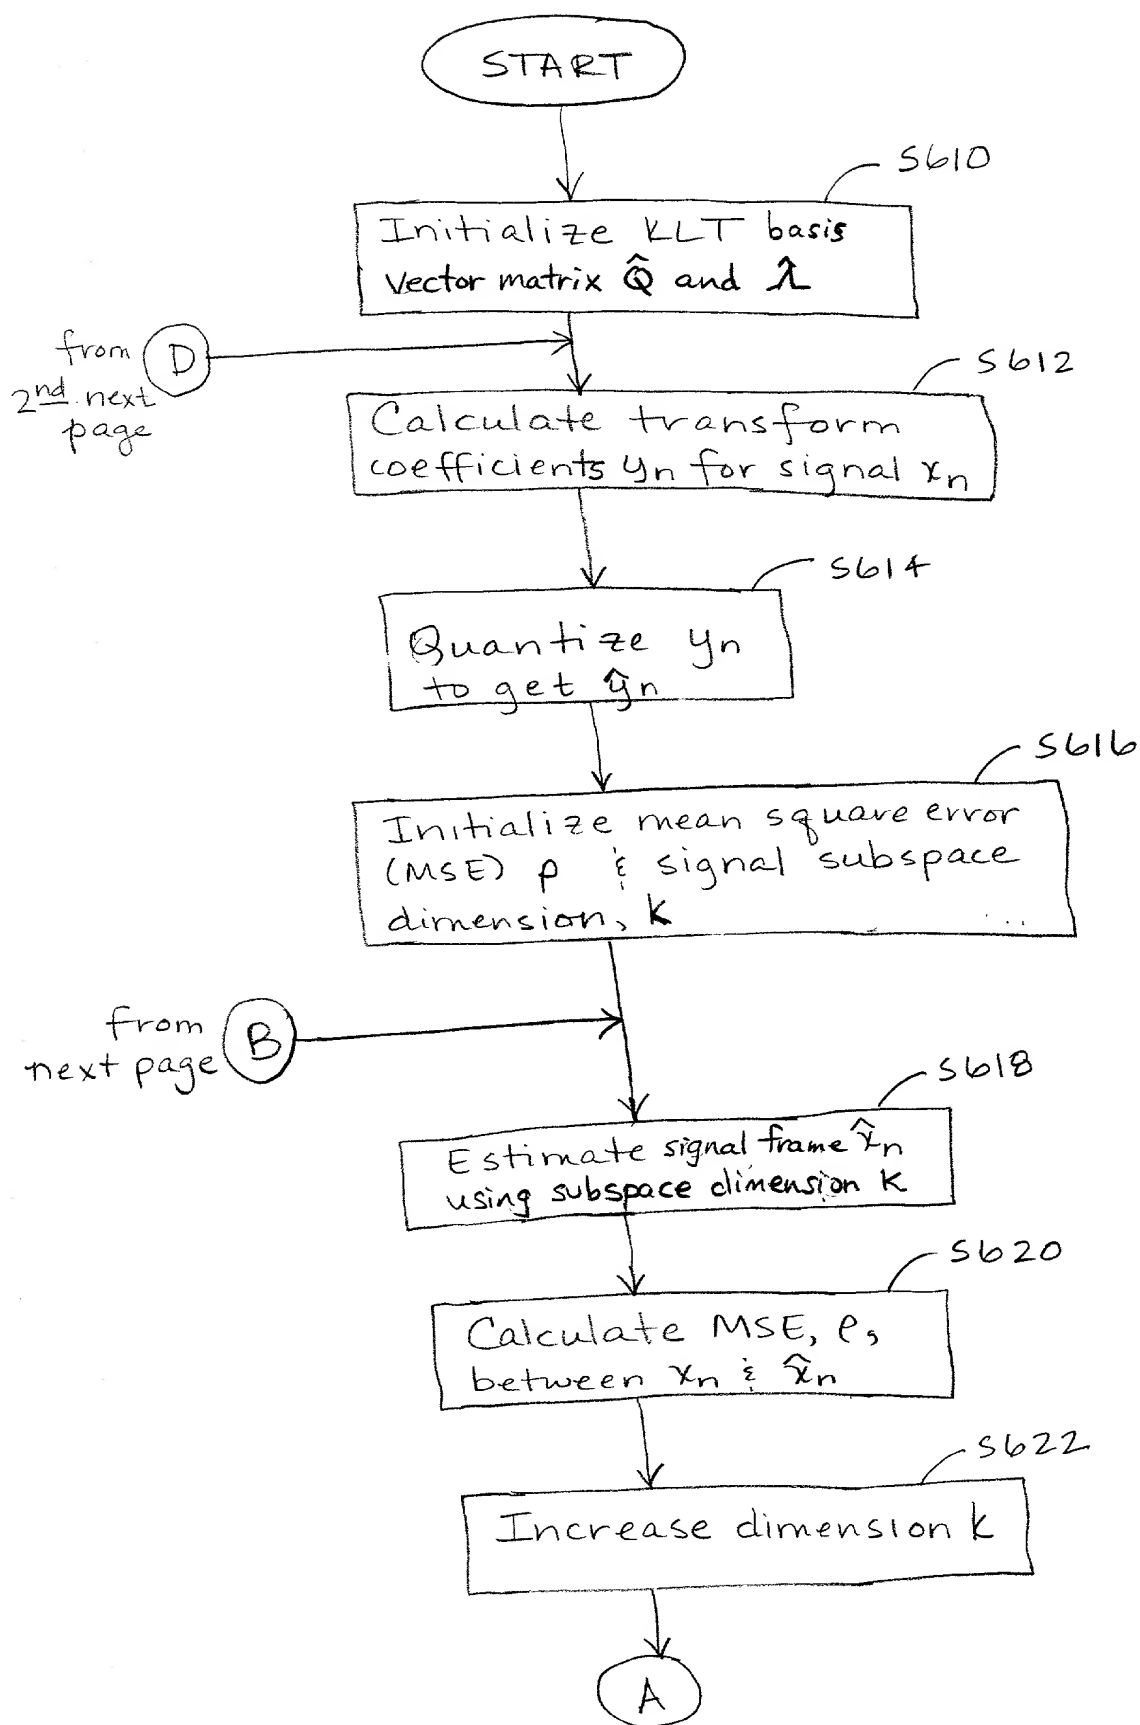 START
S610
Initialize KLT basis
vector matrix Q̂ and λ̂
from D
2nd next
page
S612
Calculate transform
coefficients yn for signal xn
S614
Quantize yn
to get ŷn
S616
Initialize mean square error
(MSE) ρ & signal subspace
dimension, k
from B
next page
S618
Estimate signal frame x̂n
using subspace dimension k
S620
Calculate MSE, ρ,
between xn & x̂n
S622
Increase dimension k
A